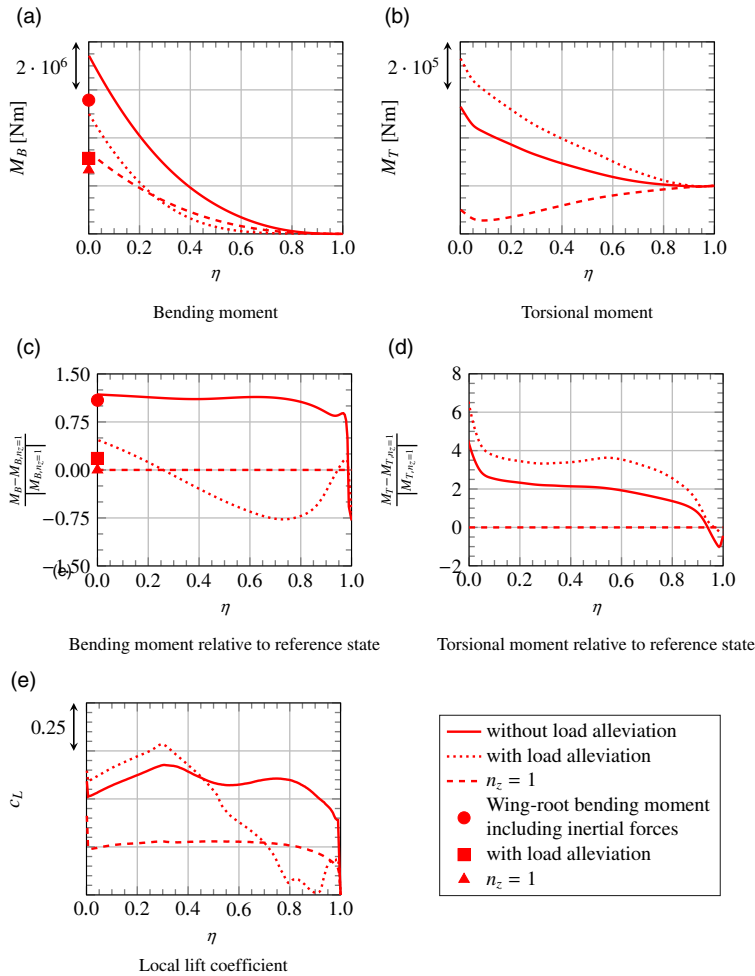 (a)
(b)
2 · 10⁶
2 · 10⁵
M_B [Nm]
M_T [Nm]
0.0 0.2 0.4 0.6 0.8 1.0
0.0 0.2 0.4 0.6 0.8 1.0
η
η
Bending moment
Torsional moment
(c)
(d)
1.50
0.75
0.00
−0.75
−1.50
(e)
8
6
4
2
0
−2
M_B−M_{B,n_z=1}
|M_{B,n_z=1}|
M_T−M_{T,n_z=1}
|M_{T,n_z=1}|
0.0 0.2 0.4 0.6 0.8 1.0
0.0 0.2 0.4 0.6 0.8 1.0
η
η
Bending moment relative to reference state
Torsional moment relative to reference state
(e)
0.25
c_L
0.0 0.2 0.4 0.6 0.8 1.0
η
Local lift coefficient
without load alleviation
with load alleviation
n_z = 1
Wing-root bending moment
including inertial forces
with load alleviation
n_z = 1